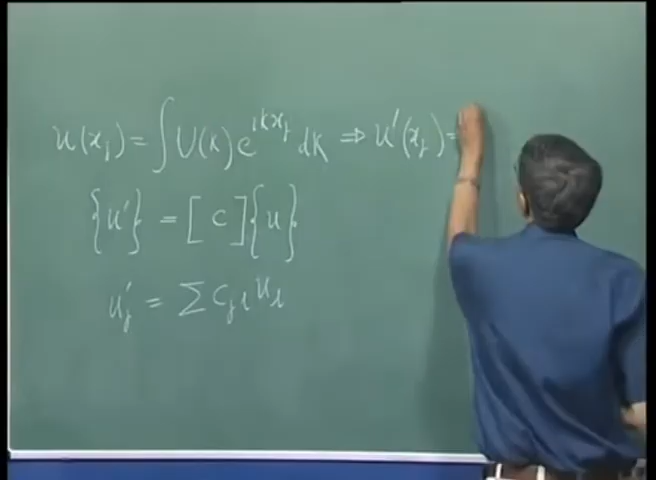 u(x_j) = ∫ U(k) e^{ikx_j} dk ⇒ u'(x_j) =
{u'} = [C]{u}
u'_j = Σ C_{jl} u_l